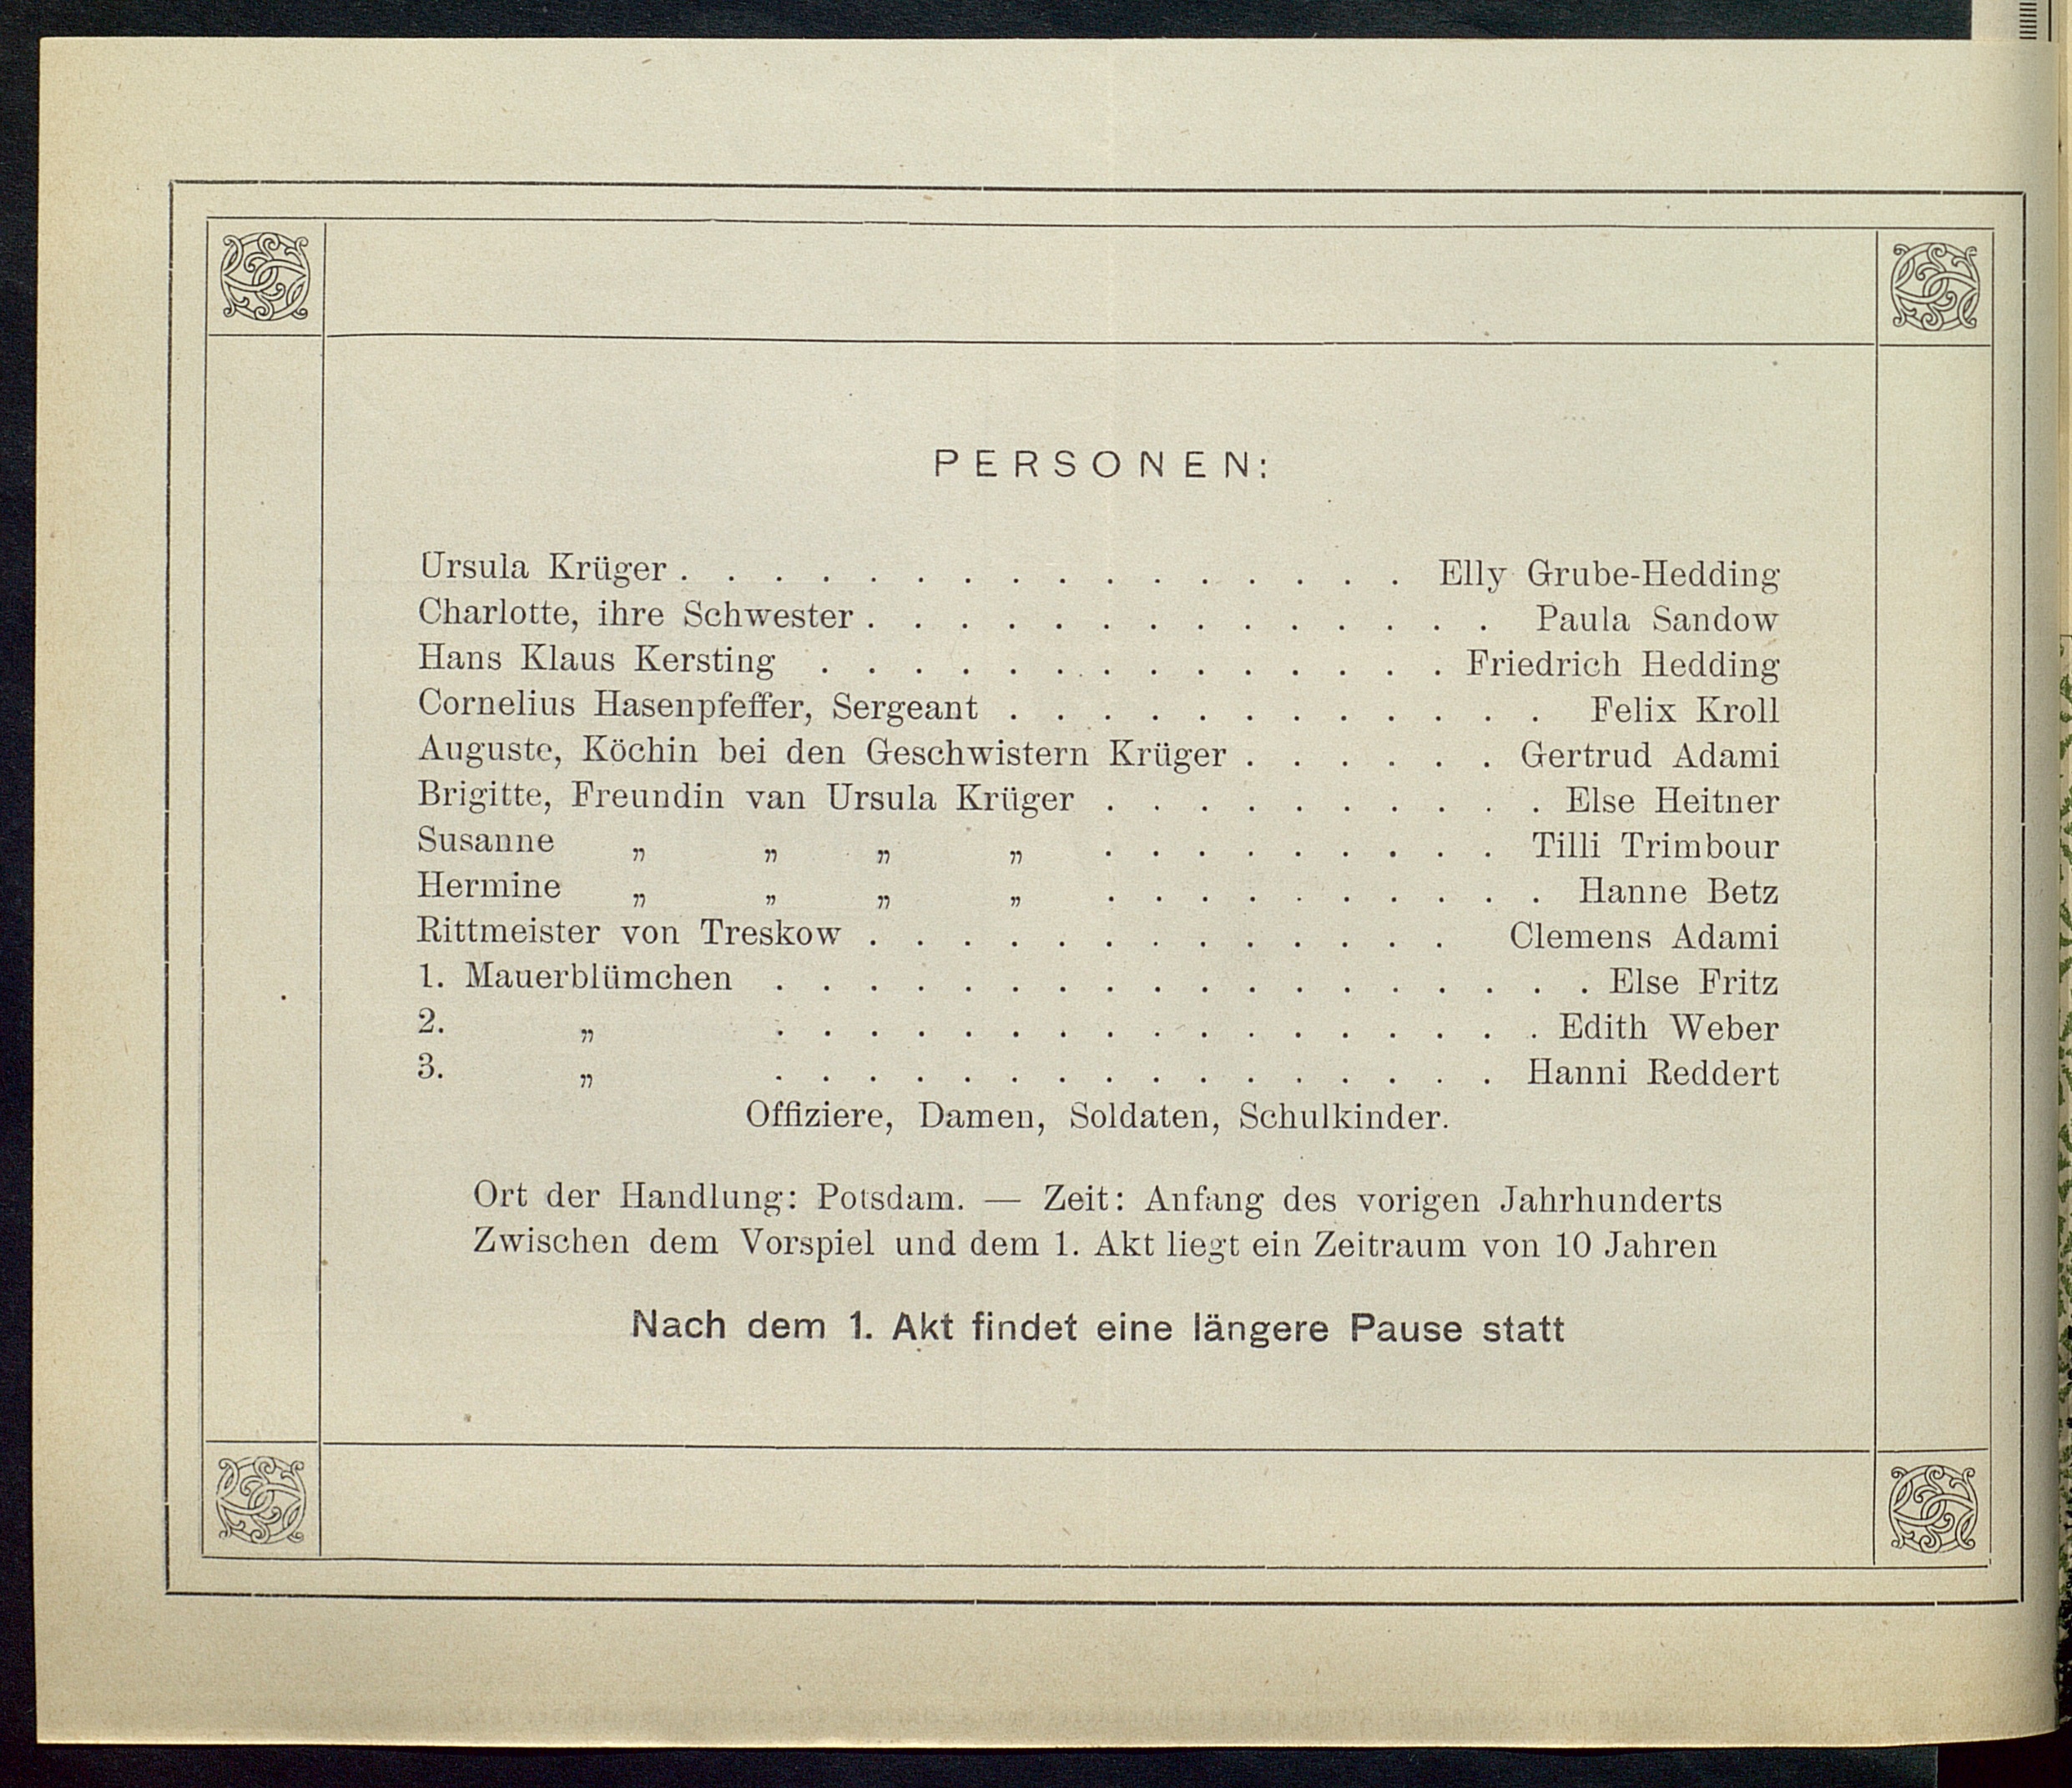 PERSONEN:
Ursula Krüger . . . . . . . . . . . . . . . . Elly Grube-Hedding
Charlotte, ihre Schwester . . . . . . . . . . . . . . Paula Sandow
Hans Klaus Kersting . . . . . . . . . . . . . . Friedrich Hedding
Cornelius Hasenpfeffer, Sergeant . . . . . . . . . . . . Felix Kroll
Auguste, Köchin bei den Geschwistern Krüger . . . . . . Gertrud Adami
Brigitte, Freundin van Ursula Krüger . . . . . . . . . . Else Heitner
Susanne „ „ „ „ . . . . . . . . . Tilli Trimbour
Hermine „ „ „ „ . . . . . . . . . . Hanne Betz
Rittmeister von Treskow . . . . . . . . . . . . . Clemens Adami
1. Mauerblümchen . . . . . . . . . . . . . . . . . . Else Fritz
2. „ . . . . . . . . . . . . . . . . . Edith Weber
3. „ . . . . . . . . . . . . . . . . Hanni Reddert
Offiziere, Damen, Soldaten, Schulkinder.
Ort der Handlung: Potsdam. — Zeit: Anfang des vorigen Jahrhunderts
Zwischen dem Vorspiel und dem 1. Akt liegt ein Zeitraum von 10 Jahren
Nach dem 1. Akt findet eine längere Pause statt